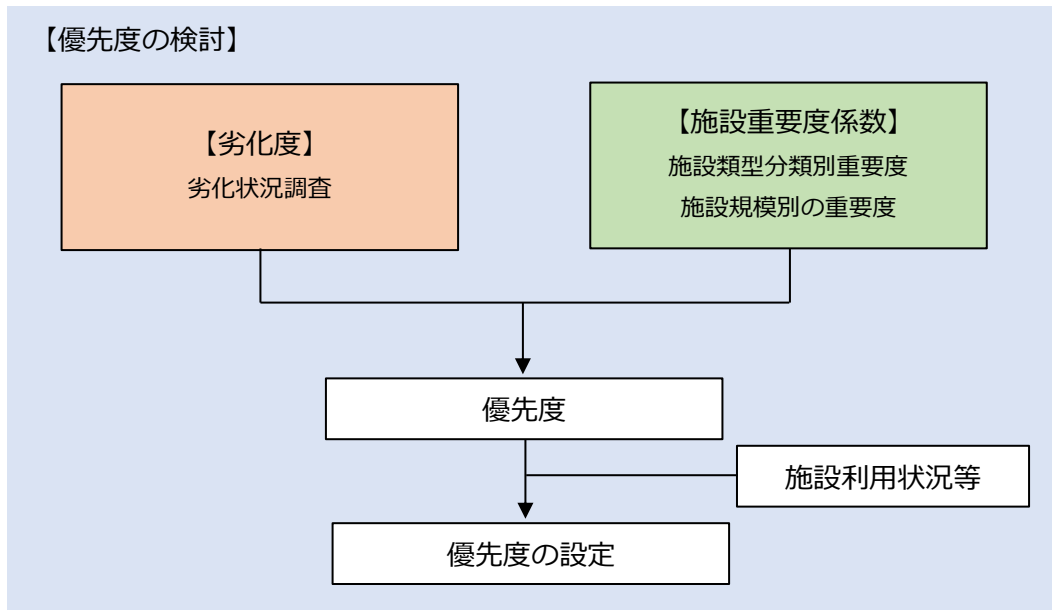 【優先度の検討】
【劣化度】
劣化状況調査
【施設重要度係数】
施設類型分類別重要度
施設規模別の重要度
優先度
施設利用状況等
優先度の設定